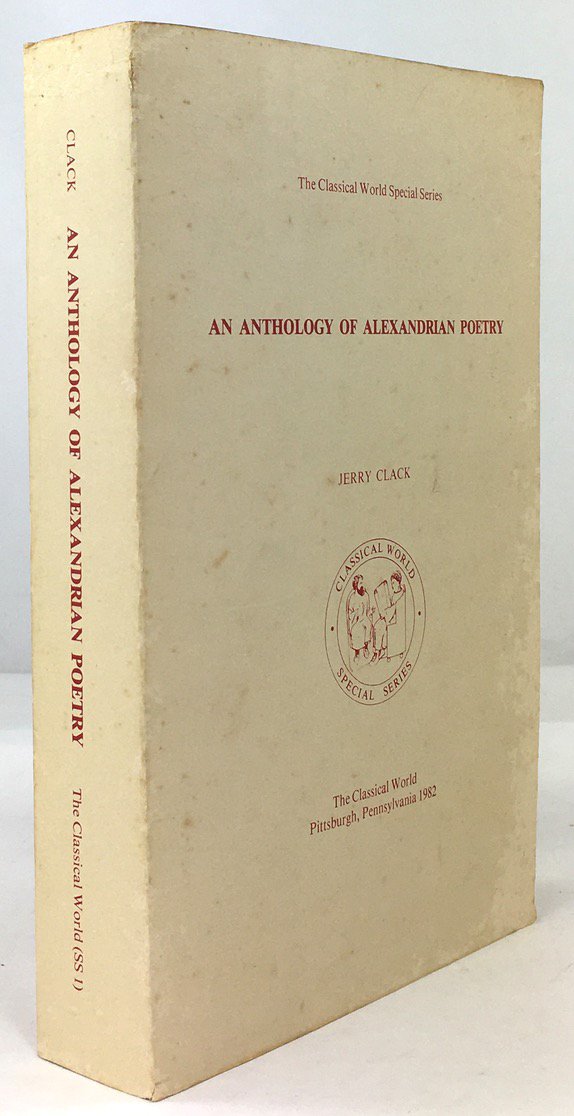 CLACK AN ANTHOLOGY OF ALEXANDRIAN POETRY The Classical World (SS 1)
The Classical World Special Series
AN ANTHOLOGY OF ALEXANDRIAN POETRY
JERRY CLACK
CLASSICAL WORLD
SPECIAL SERIES
The Classical World
Pittsburgh, Pennsylvania 1982